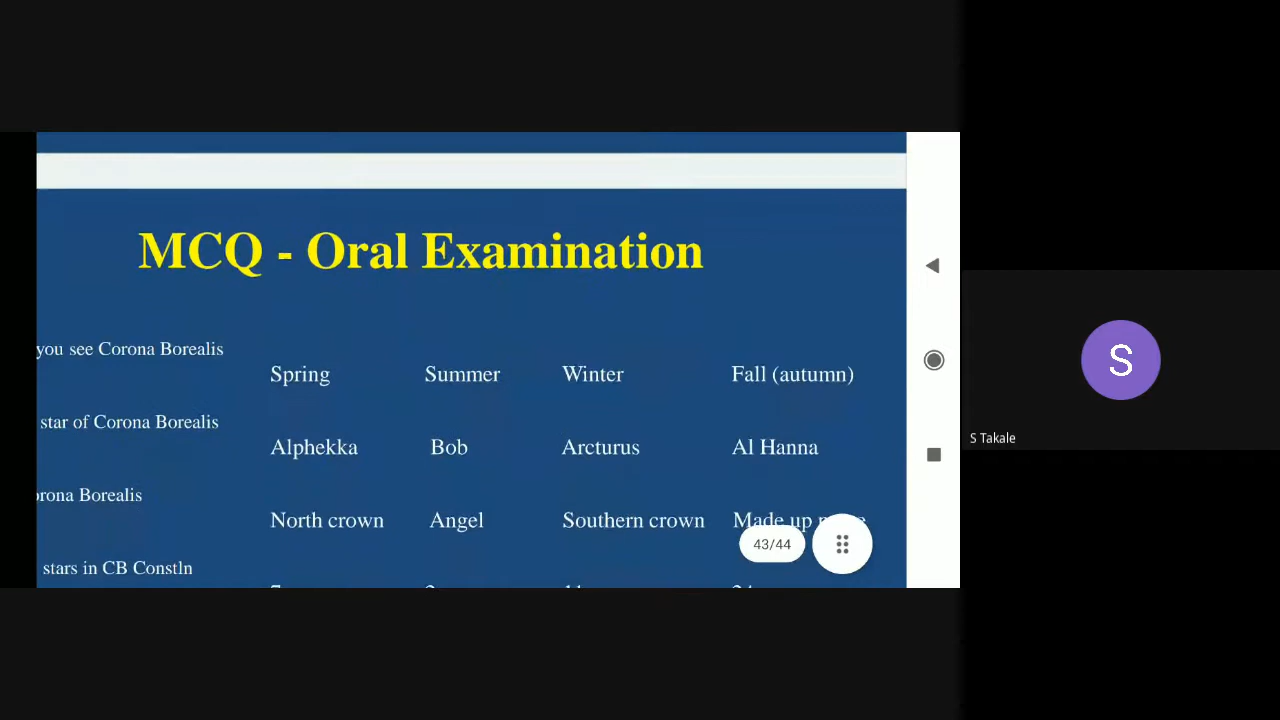 MCQ - Oral Examination
you see Corona Borealis
Spring Summer Winter Fall (autumn)
star of Corona Borealis
Alphekka Bob Arcturus Al Hanna
Borealis
North crown Angel Southern crown Made up
stars in CB Constln
43/44
S
S Takale